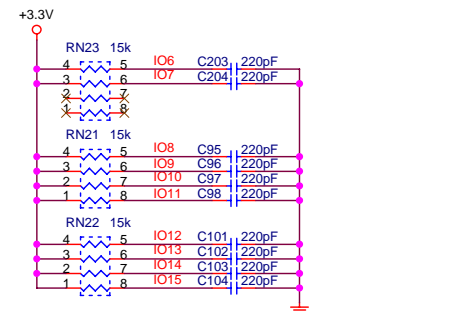 +3.3V
RN23 15k
4 5 IO6 C203 220pF
3 6 IO7 C204 220pF
2 7
1 8
RN21 15k
4 5 IO8 C95 220pF
3 6 IO9 C96 220pF
2 7 IO10 C97 220pF
1 8 IO11 C98 220pF
RN22 15k
4 5 IO12 C101 220pF
3 6 IO13 C102 220pF
2 7 IO14 C103 220pF
1 8 IO15 C104 220pF